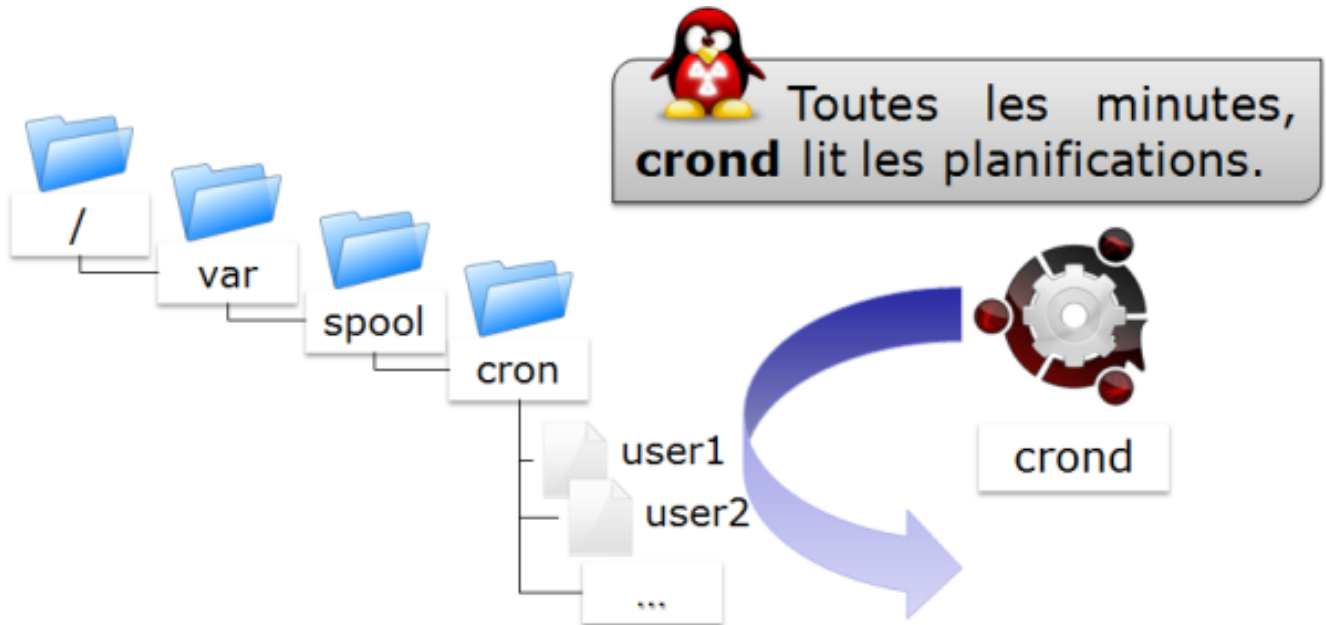 Toutes les minutes,
crond lit les planifications.
/
var
spool
cron
user1
user2
...
crond